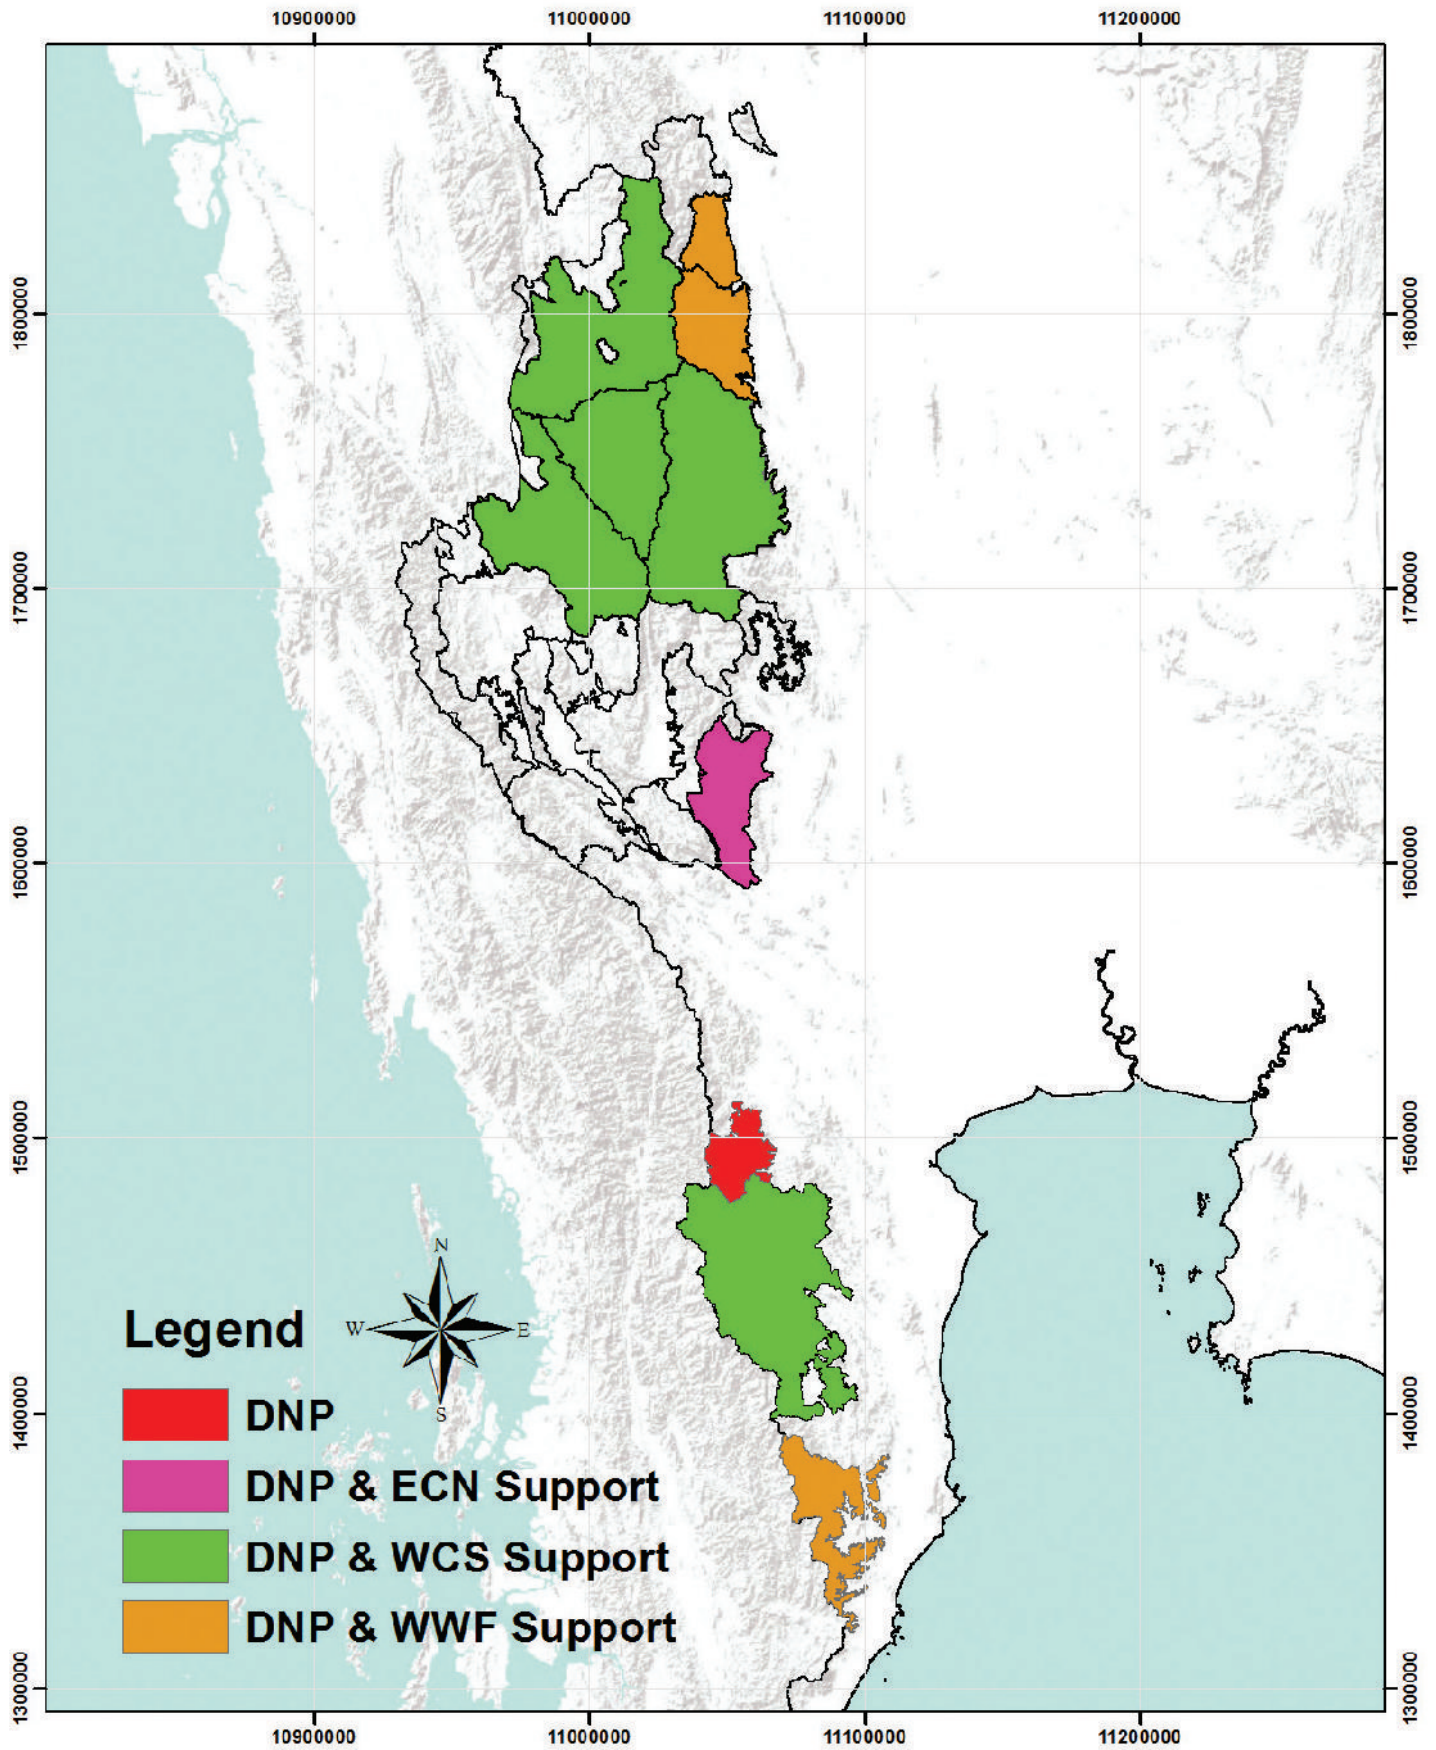 10900000 11000000 11100000 11200000
1800000 1800000
1700000 1700000
1600000 1600000
1500000 1500000
N
W E
S
Legend
1400000 1400000
DNP
DNP & ECN Support
DNP & WCS Support
DNP & WWF Support
1300000 1300000
10900000 11000000 11100000 11200000